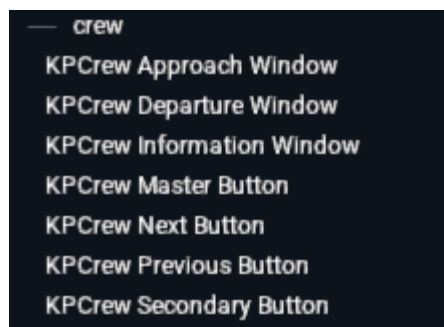 crew
KPCrew Approach Window
KPCrew Departure Window
KPCrew Information Window
KPCrew Master Button
KPCrew Next Button
KPCrew Previous Button
KPCrew Secondary Button